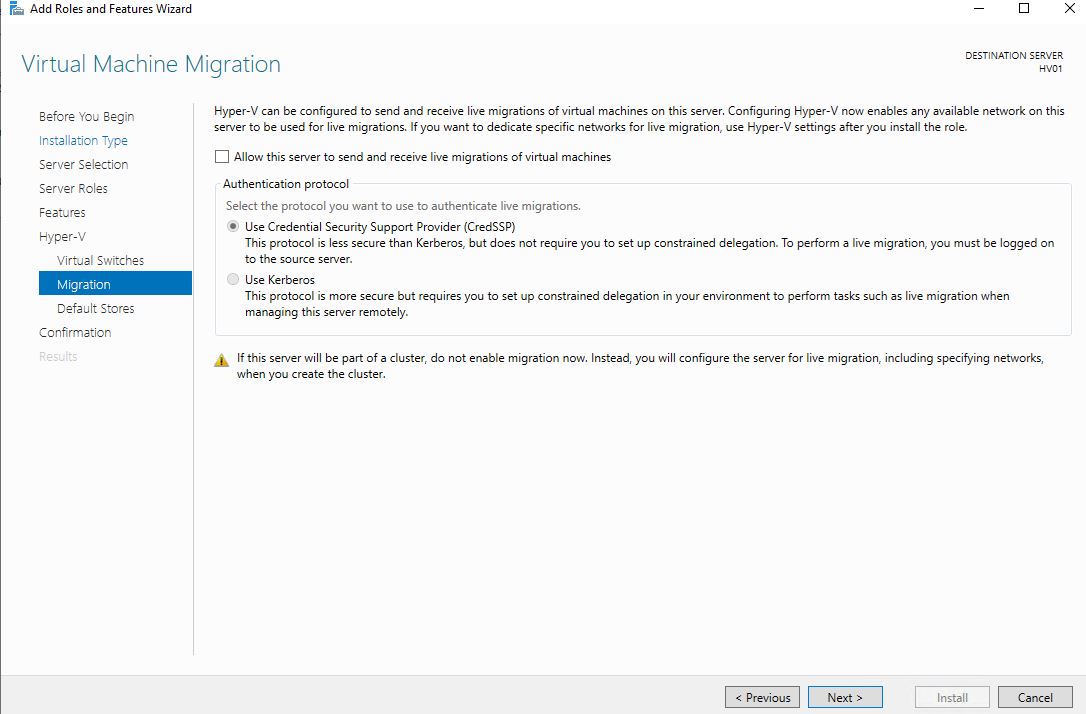 Add Roles and Features Wizard
Virtual Machine Migration
DESTINATION SERVER
HV01
Before You Begin
Installation Type
Server Selection
Server Roles
Features
Hyper-V
Virtual Switches
Migration
Default Stores
Confirmation
Results
Hyper-V can be configured to send and receive live migrations of virtual machines on this server. Configuring Hyper-V now enables any available network on this
server to be used for live migrations. If you want to dedicate specific networks for live migration, use Hyper-V settings after you install the role.
Allow this server to send and receive live migrations of virtual machines
Authentication protocol
Select the protocol you want to use to authenticate live migrations.
Use Credential Security Support Provider (CredSSP)
This protocol is less secure than Kerberos, but does not require you to set up constrained delegation. To perform a live migration, you must be logged on
to the source server.
Use Kerberos
This protocol is more secure but requires you to set up constrained delegation in your environment to perform tasks such as live migration when
managing this server remotely.
If this server will be part of a cluster, do not enable migration now. Instead, you will configure the server for live migration, including specifying networks,
when you create the cluster.
< Previous
Next >
Install
Cancel